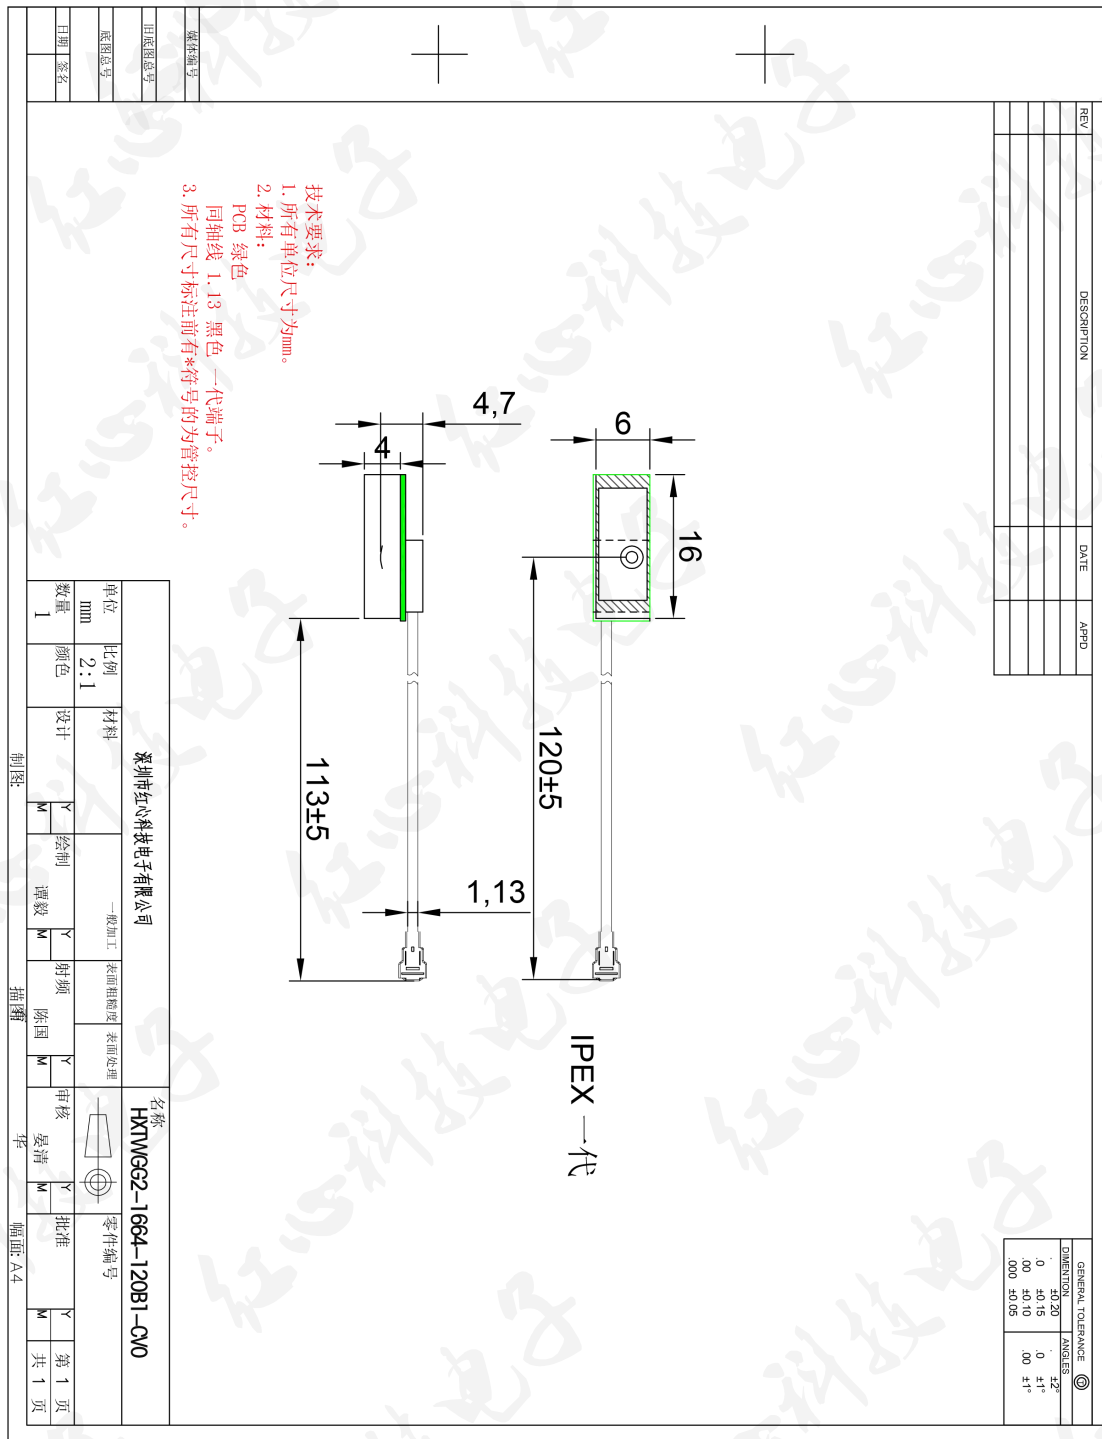 媒体编号
旧底图总号
底图总号
日期 签名
REV DESCRIPTION DATE APPD
技术要求:
1. 所有单位尺寸为mm。
2. 材料:
PCB 绿色
同轴线 1.13 黑色 一代端子。
3. 所有尺寸标注前有*符号的为管控尺寸。
4,7
4
6
16
120±5
113±5
1,13
IPEX 一代
GENERAL TOLERANCE
DIMENTION ANGLES
. ±0.20 . ±2°
.0 ±0.15 .0 ±1°
.00 ±0.10 .00 ±1°
.000 ±0.05
深圳市红心科技电子有限公司
名称
HXTWGG2-1664-120B1-CV0
单位 比例 材料 一般加工 表面粗糙度 表面处理 零件编号
mm 2:1
数量 颜色 设计 Y 绘制 Y 射频 Y 审核 Y 批准 Y 第 1 页
1 M 谭毅 M 陈国 M 晏清 M M 共 1 页
华
制图: 描图 幅面: A4
红心科技电子